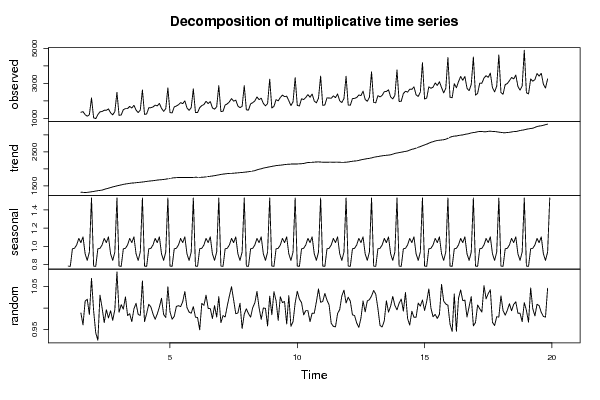 Decomposition of multiplicative time series
observed
1000 3000 5000
trend
1500 2500
seasonal
0.8 1.0 1.2 1.4
random
0.95 1.05
5 10 15 20
Time